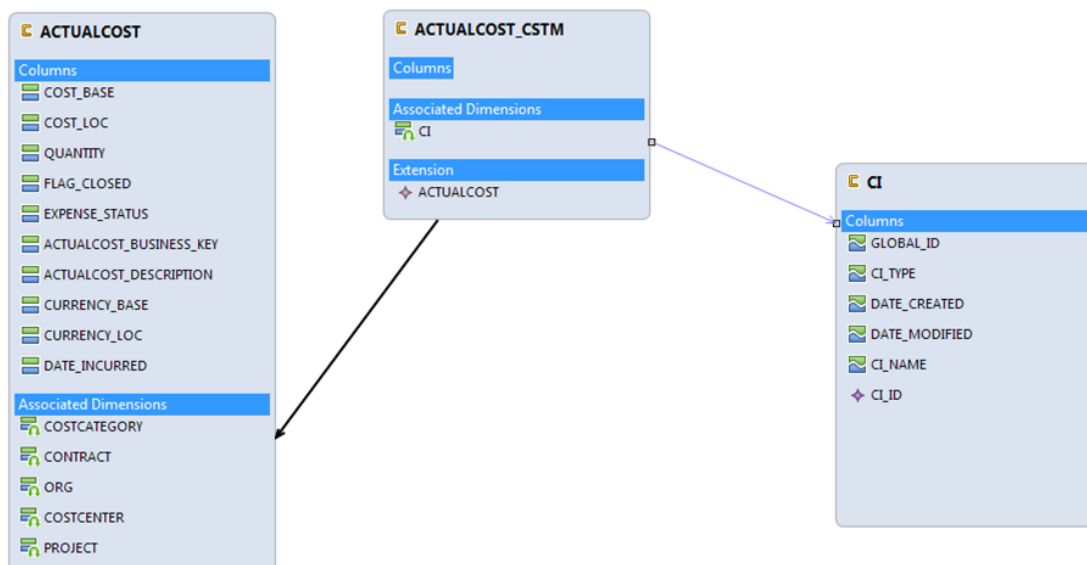 ACTUALCOST
Columns
COST_BASE
COST_LOC
QUANTITY
FLAG_CLOSED
EXPENSE_STATUS
ACTUALCOST_BUSINESS_KEY
ACTUALCOST_DESCRIPTION
CURRENCY_BASE
CURRENCY_LOC
DATE_INCURRED
Associated Dimensions
COSTCATEGORY
CONTRACT
ORG
COSTCENTER
PROJECT
ACTUALCOST_CSTM
Columns
Associated Dimensions
CI
Extension
ACTUALCOST
CI
Columns
GLOBAL_ID
CI_TYPE
DATE_CREATED
DATE_MODIFIED
CI_NAME
CI_ID